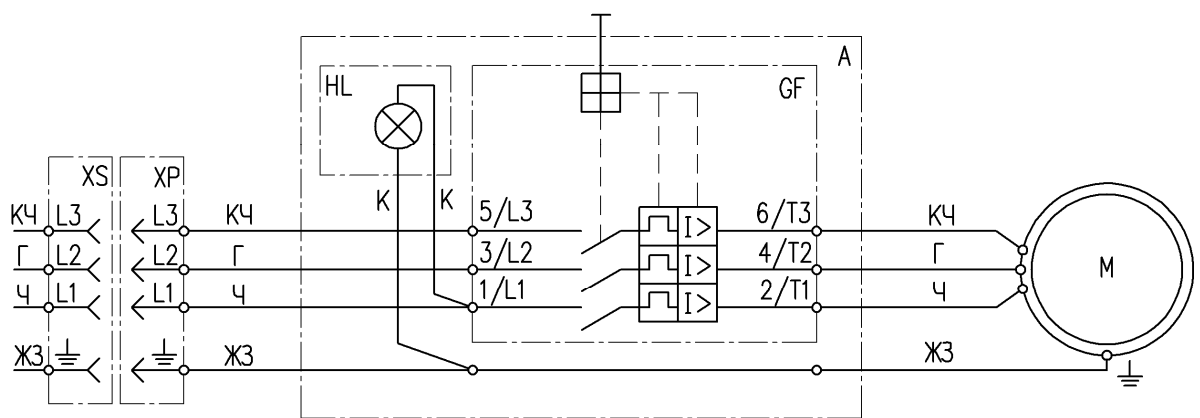 A
HL
GF
XS
XP
К
К
КЧ
L3
L3
КЧ
5/L3
I>
6/T3
КЧ
Г
L2
L2
Г
3/L2
I>
4/T2
Г
M
Ч
L1
L1
Ч
1/L1
I>
2/T1
Ч
ЖЗ
ЖЗ
ЖЗ